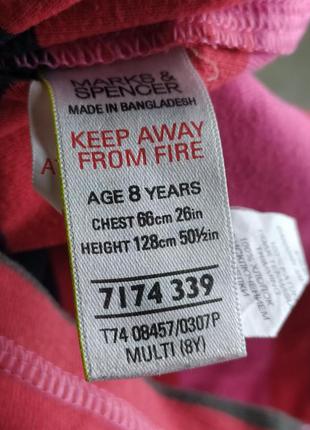 MARKS &
SPENCER
MADE IN BANGLADESH
KEEP AWAY
FROM FIRE
AGE 8 YEARS
CHEST 66cm 26in
HEIGHT 128cm 50½in
7174 339
T74 08457/0307P
MULTI (8Y)